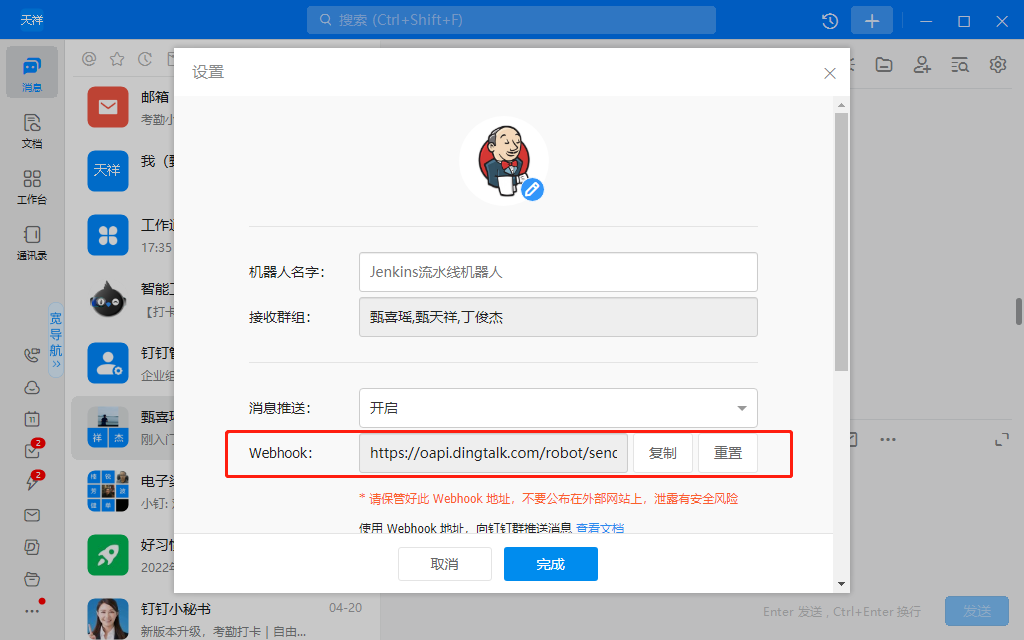 天祥
搜索 (Ctrl+Shift+F)
消息
文档
工作台
通讯录
宽导航
邮箱
考勤小
天祥
我（甄
工作通
17:35
智能工
【打卡
钉钉管
企业组
祥 杰
甄喜瑶
刚入门
电子
小钉:
好习惯
2022
钉钉小秘书
04-20
新版本升级，考勤打卡 | 自由...
11
2
2
设置
机器人名字：
Jenkins流水线机器人
接收群组：
甄喜瑶,甄天祥,丁俊杰
消息推送：
开启
Webhook：
https://oapi.dingtalk.com/robot/send
复制
重置
* 请保管好此 Webhook 地址，不要公布在外部网站上，泄露有安全风险
使用 Webhook 地址，向钉钉群推送消息 查看文档
取消
完成
Enter 发送 , Ctrl+Enter 换行
发送